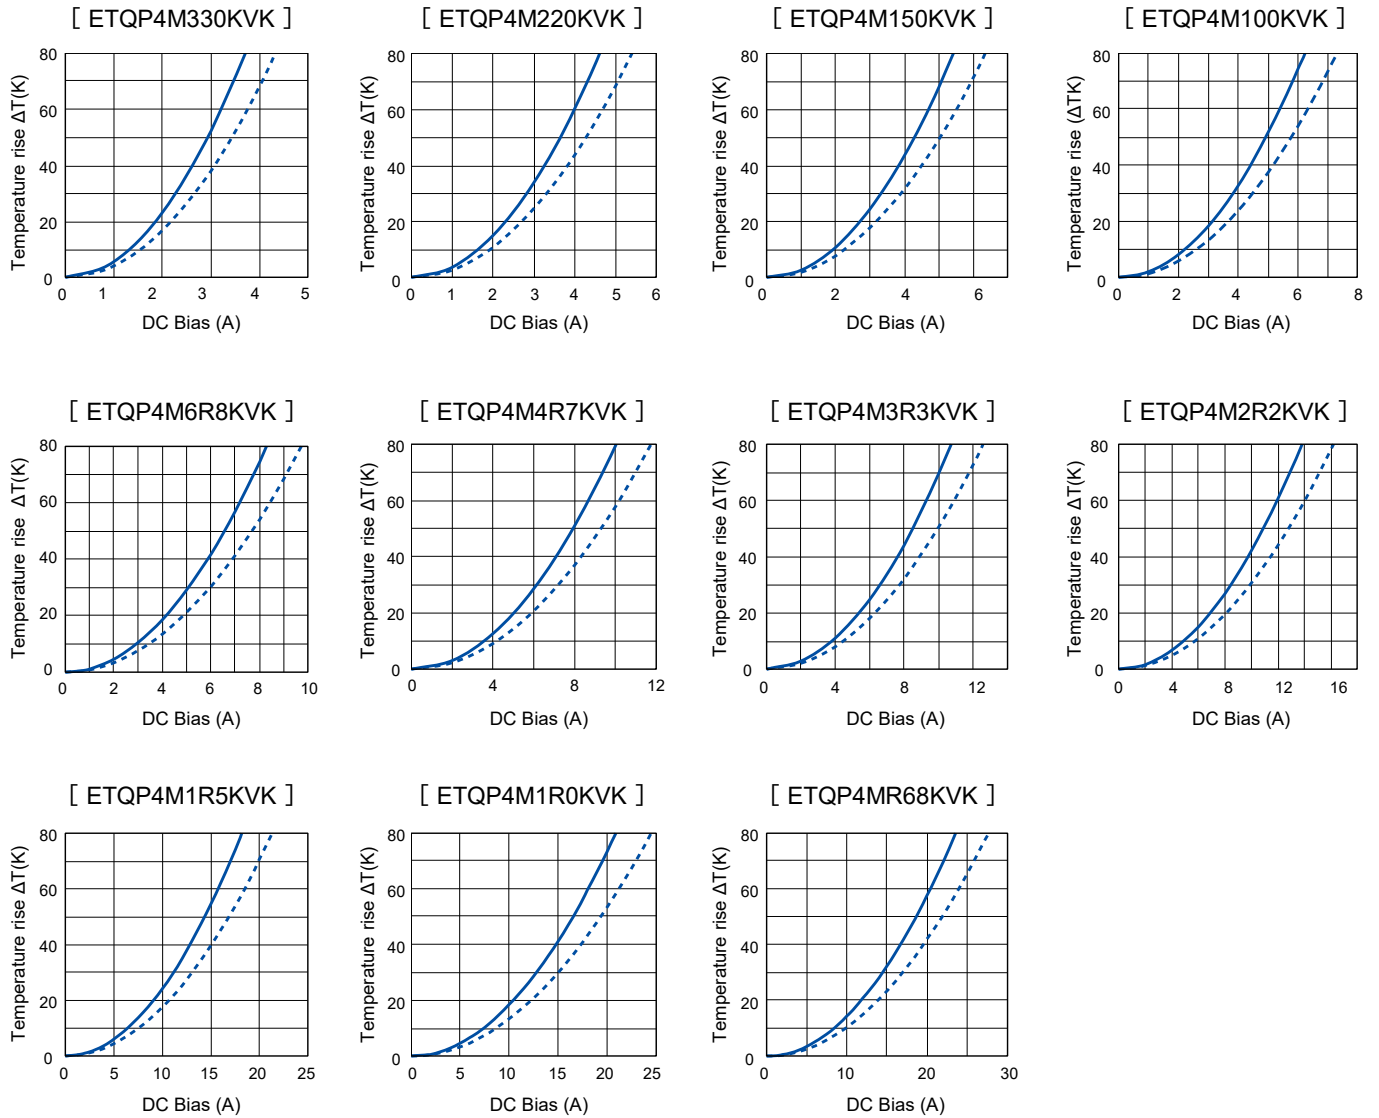 [ ETQP4M330KVK ]
80
60
40
20
0
Temperature rise ΔT(K)
0 1 2 3 4 5
DC Bias (A)
[ ETQP4M220KVK ]
80
60
40
20
0
Temperature rise ΔT(K)
0 1 2 3 4 5 6
DC Bias (A)
[ ETQP4M150KVK ]
80
60
40
20
0
Temperature rise ΔT(K)
0 2 4 6
DC Bias (A)
[ ETQP4M100KVK ]
80
60
40
20
0
Temperature rise (ΔTK)
0 2 4 6 8
DC Bias (A)
[ ETQP4M6R8KVK ]
80
60
40
20
0
Temperature rise ΔT(K)
0 2 4 6 8 10
DC Bias (A)
[ ETQP4M4R7KVK ]
80
60
40
20
0
Temperature rise ΔT(K)
0 4 8 12
DC Bias (A)
[ ETQP4M3R3KVK ]
80
60
40
20
0
Temperature rise ΔT(K)
0 4 8 12
DC Bias (A)
[ ETQP4M2R2KVK ]
80
60
40
20
0
Temperature rise ΔT(K)
0 4 8 12 16
DC Bias (A)
[ ETQP4M1R5KVK ]
80
60
40
20
0
Temperature rise ΔT(K)
0 5 10 15 20 25
DC Bias (A)
[ ETQP4M1R0KVK ]
80
60
40
20
0
Temperature rise ΔT(K)
0 5 10 15 20 25
DC Bias (A)
[ ETQP4MR68KVK ]
80
60
40
20
0
Temperature rise ΔT(K)
0 10 20 30
DC Bias (A)